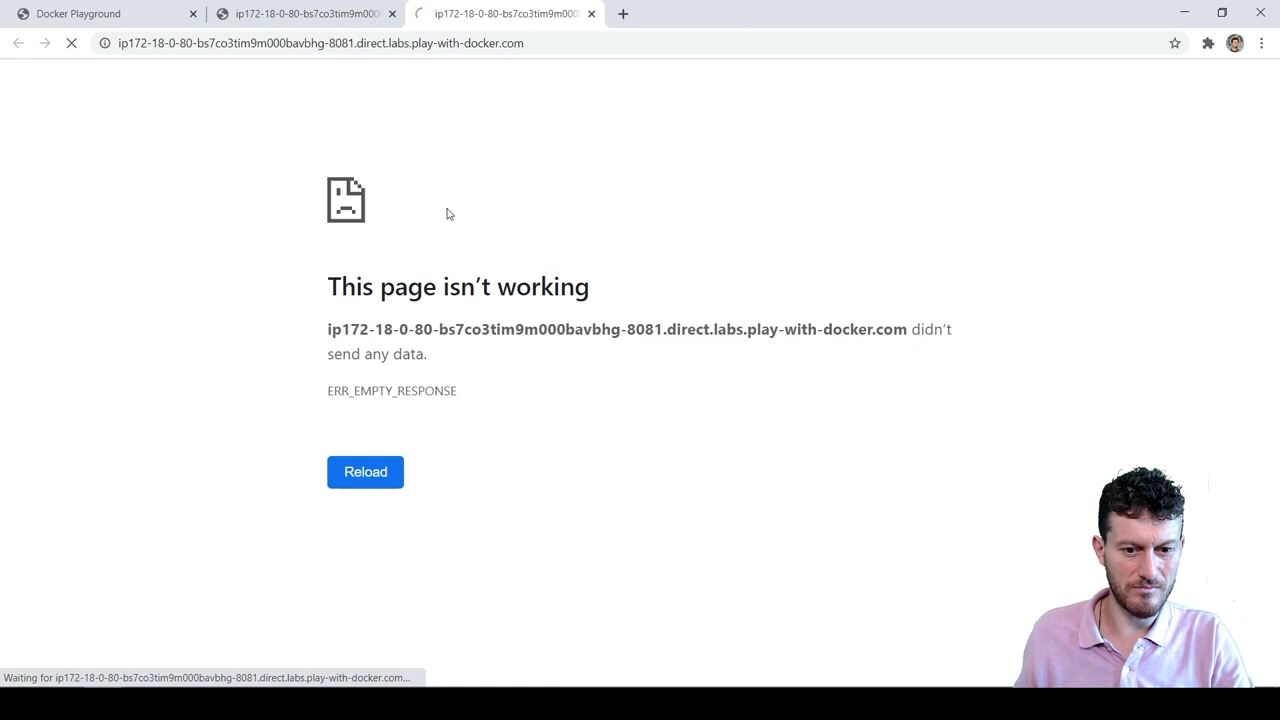 Docker Playground
ip172-18-0-80-bs7co3tim9m000
ip172-18-0-80-bs7co3tim9m000
ip172-18-0-80-bs7co3tim9m000bavbhg-8081.direct.labs.play-with-docker.com
This page isn't working
ip172-18-0-80-bs7co3tim9m000bavbhg-8081.direct.labs.play-with-docker.com didn't
send any data.
ERR_EMPTY_RESPONSE
Reload
Waiting for ip172-18-0-80-bs7co3tim9m000bavbhg-8081.direct.labs.play-with-docker.com...